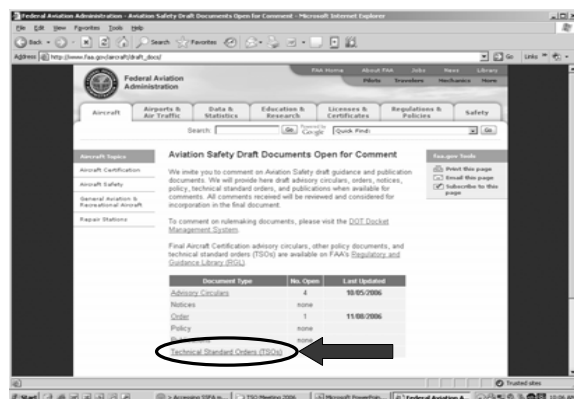 Federal Aviation Administration - Aviation Safety Draft Documents Open for Comment - Microsoft Internet Explorer
File Edit View Favorites Tools Help
Back Search Favorites
Address http://www.faa.gov/aircraft/draft_docs/ Go Links
FAA Home About FAA Jobs News Library
Federal Aviation
Administration
Pilots Travelers Mechanics More
Aircraft
Airports &
Air Traffic
Data &
Statistics
Education &
Research
Licenses &
Certificates
Regulations &
Policies
Safety
Search: Go Google Quick Find: Go
Aircraft Topics
Aircraft Certification
Aircraft Safety
General Aviation &
Recreational Aircraft
Repair Stations
Aviation Safety Draft Documents Open for Comment
We invite you to comment on Aviation Safety draft guidance and publication
documents. We will provide here draft advisory circulars, orders, notices,
policy, technical standard orders, and publications when available for
comments. All comments received will be reviewed and considered for
incorporation in the final document.
To comment on rulemaking documents, please visit the DOT Docket
Management System.
Final Aircraft Certification advisory circulars, other policy documents, and
technical standard orders (TSOs) are available on FAA's Regulatory and
Guidance Library (RGL).
Document Type No. Open Last Updated
Advisory Circulars 4 10/05/2006
Notices none
Order 1 11/08/2006
Policy none
none
Technical Standard Orders (TSOs)
Faa.gov Tools
Print this page
Email this page
Subscribe to this
page
Trusted sites
Start TSO Meeting 2006 Microsoft PowerPoin... Federal Aviation A... 10:06 AM